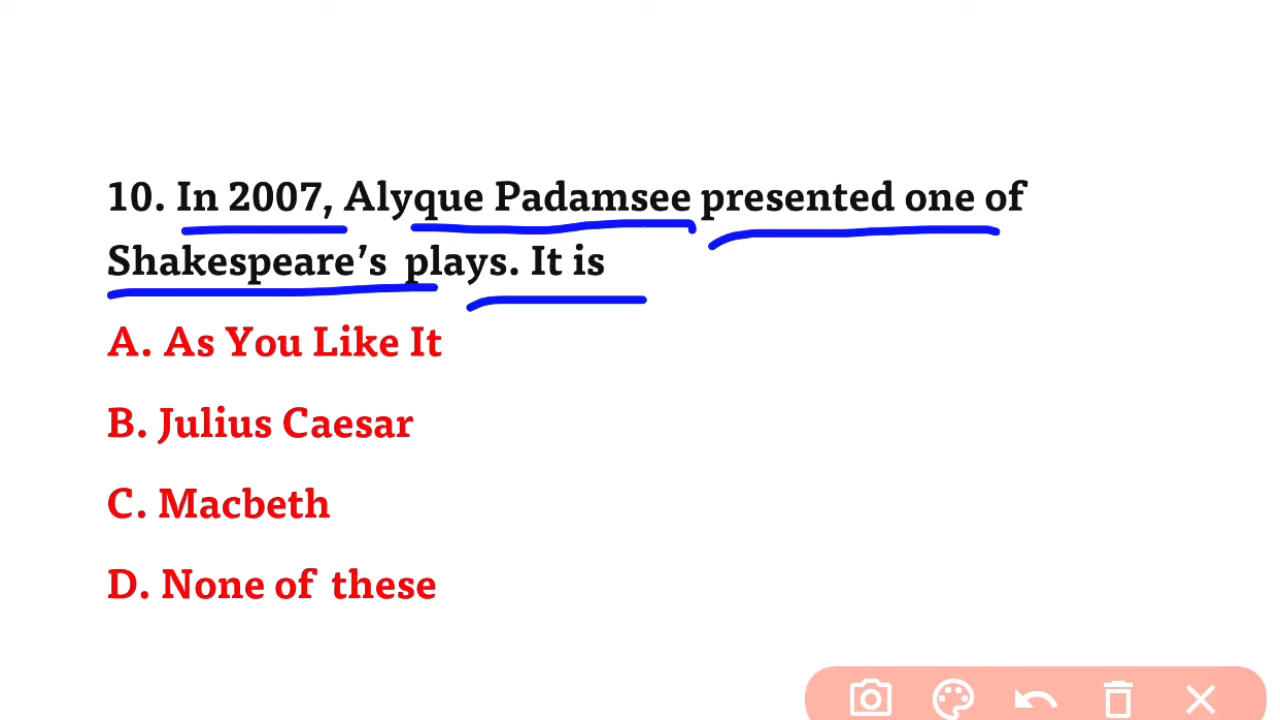 10. In 2007, Alyque Padamsee presented one of
Shakespeare’s plays. It is
A. As You Like It
B. Julius Caesar
C. Macbeth
D. None of these